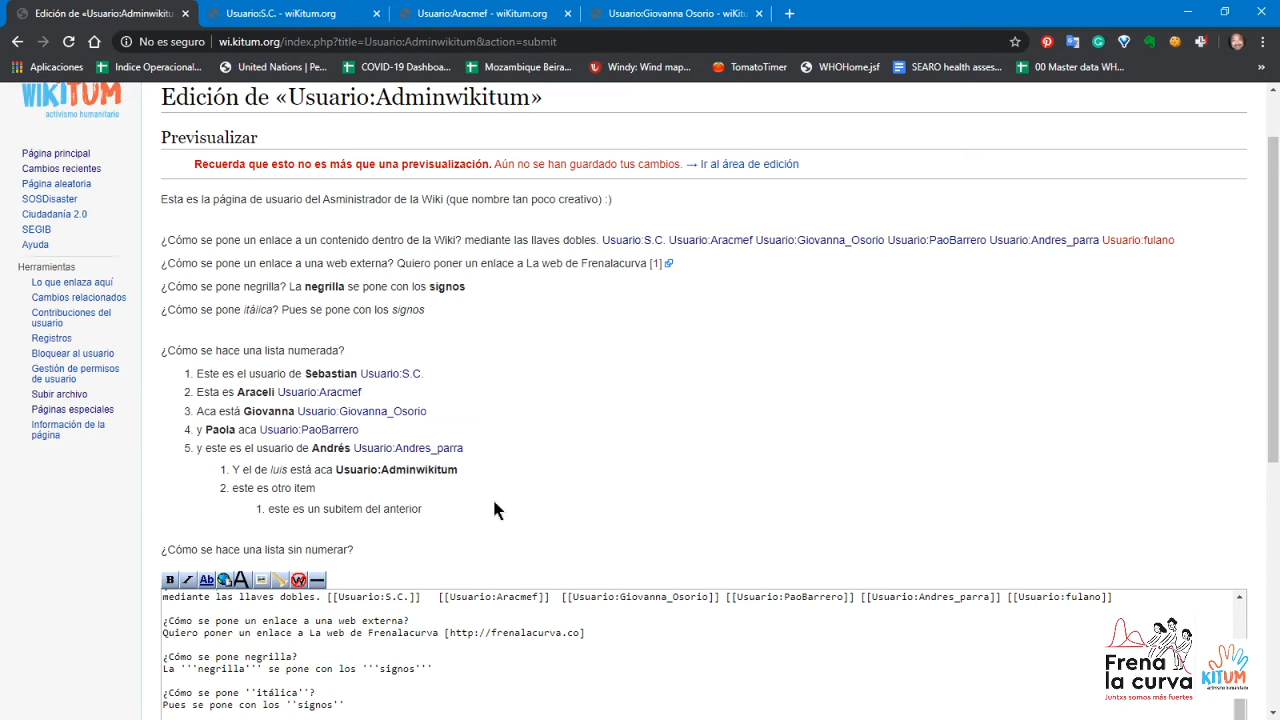 Edición de «Usuario:Adminwikitu
Usuario:S.C. - wiKitum.org
Usuario:Aracmef - wiKitum.org
Usuario:Giovanna Osorio - wiKitu
No es seguro
wi.kitum.org/index.php?title=Usuario:Adminwikitum&action=submit
Aplicaciones
Indice Operacional...
United Nations | Pe...
COVID-19 Dashboa...
Mozambique Beira...
Windy: Wind map...
TomatoTimer
WHOHome.jsf
SEARO health asses...
00 Master data WH...
»
WIKITUM
activismo humanitario
Página principal
Cambios recientes
Página aleatoria
SOSDisaster
Ciudadanía 2.0
SEGIB
Ayuda
Herramientas
Lo que enlaza aquí
Cambios relacionados
Contribuciones del
usuario
Registros
Bloquear al usuario
Gestión de permisos
de usuario
Subir archivo
Páginas especiales
Información de la
página
Edición de «Usuario:Adminwikitum»
Previsualizar
Recuerda que esto no es más que una previsualización. Aún no se han guardado tus cambios. → Ir al área de edición
Esta es la página de usuario del Asministrador de la Wiki (que nombre tan poco creativo) :)
¿Cómo se pone un enlace a un contenido dentro de la Wiki? mediante las llaves dobles. Usuario:S.C. Usuario:Aracmef Usuario:Giovanna_Osorio Usuario:PaoBarrero Usuario:Andres_parra Usuario:fulano
¿Cómo se pone un enlace a una web externa? Quiero poner un enlace a La web de Frenalacurva [1]
¿Cómo se pone negrilla? La negrilla se pone con los signos
¿Cómo se pone itálica? Pues se pone con los signos
¿Cómo se hace una lista numerada?
1. Este es el usuario de Sebastian Usuario:S.C.
2. Esta es Araceli Usuario:Aracmef
3. Aca está Giovanna Usuario:Giovanna_Osorio
4. y Paola aca Usuario:PaoBarrero
5. y este es el usuario de Andrés Usuario:Andres_parra
1. Y el de luis está aca Usuario:Adminwikitum
2. este es otro item
1. este es un subitem del anterior
¿Cómo se hace una lista sin numerar?
B I Ab A W
mediante las llaves dobles. [[Usuario:S.C.]] [[Usuario:Aracmef]] [[Usuario:Giovanna_Osorio]] [[Usuario:PaoBarrero]] [[Usuario:Andres_parra]] [[Usuario:fulano]]
¿Cómo se pone un enlace a una web externa?
Quiero poner un enlace a La web de Frenalacurva [http://frenalacurva.co]
¿Cómo se pone negrilla?
La '''negrilla''' se pone con los '''signos'''
¿Cómo se pone ''itálica''?
Pues se pone con los ''signos''
Frena
la curva
Juntxs somos más fuertes
KITUM
activismo humanitario